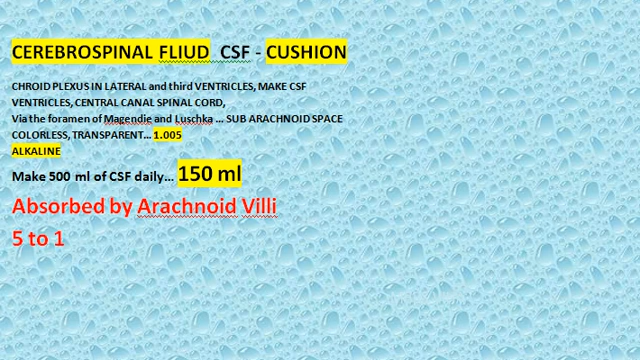 CEREBROSPINAL FLIUD CSF - CUSHION
CHROID PLEXUS IN LATERAL and third VENTRICLES, MAKE CSF
VENTRICLES, CENTRAL CANAL SPINAL CORD,
Via the foramen of Magendie and Luschka ... SUB ARACHNOID SPACE
COLORLESS, TRANSPARENT... 1.005
ALKALINE
Make 500 ml of CSF daily... 150 ml
Absorbed by Arachnoid Villi
5 to 1